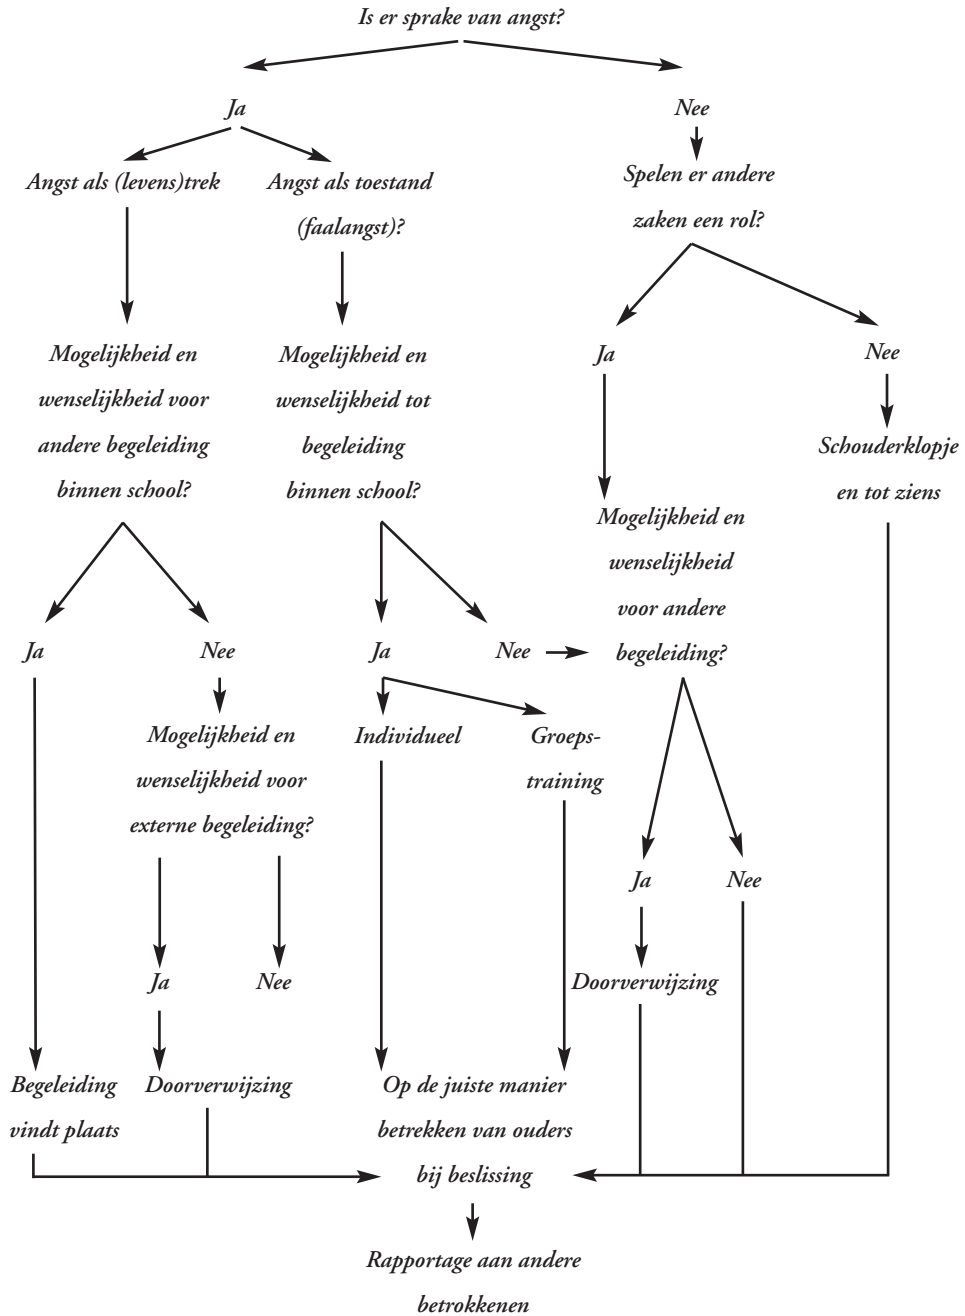 Is er sprake van angst?
Ja
Nee
Angst als (levens)trek
Angst als toestand
(faalangst)?
Spelen er andere
zaken een rol?
Mogelijkheid en
wenselijkheid voor
andere begeleiding
binnen school?
Mogelijkheid en
wenselijkheid tot
begeleiding
binnen school?
Ja
Nee
Schouderklopje
en tot ziens
Mogelijkheid en
wenselijkheid
voor andere
begeleiding?
Ja
Nee
Ja
Nee
Mogelijkheid en
wenselijkheid voor
externe begeleiding?
Individueel
Groeps-
training
Ja
Nee
Ja
Nee
Doorverwijzing
Begeleiding
vindt plaats
Doorverwijzing
Op de juiste manier
betrekken van ouders
bij beslissing
Rapportage aan andere
betrokkenen